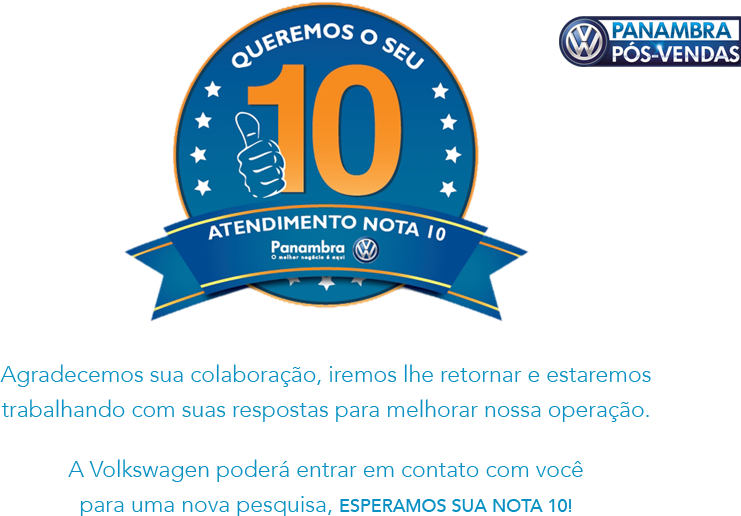 QUEREMOS O SEU
10
ATENDIMENTO NOTA 10
Panambra
O melhor negócio é aqui
PANAMBRA
PÓS-VENDAS
Agradecemos sua colaboração, iremos lhe retornar e estaremos
trabalhando com suas respostas para melhorar nossa operação.
A Volkswagen poderá entrar em contato com você
para uma nova pesquisa, ESPERAMOS SUA NOTA 10!